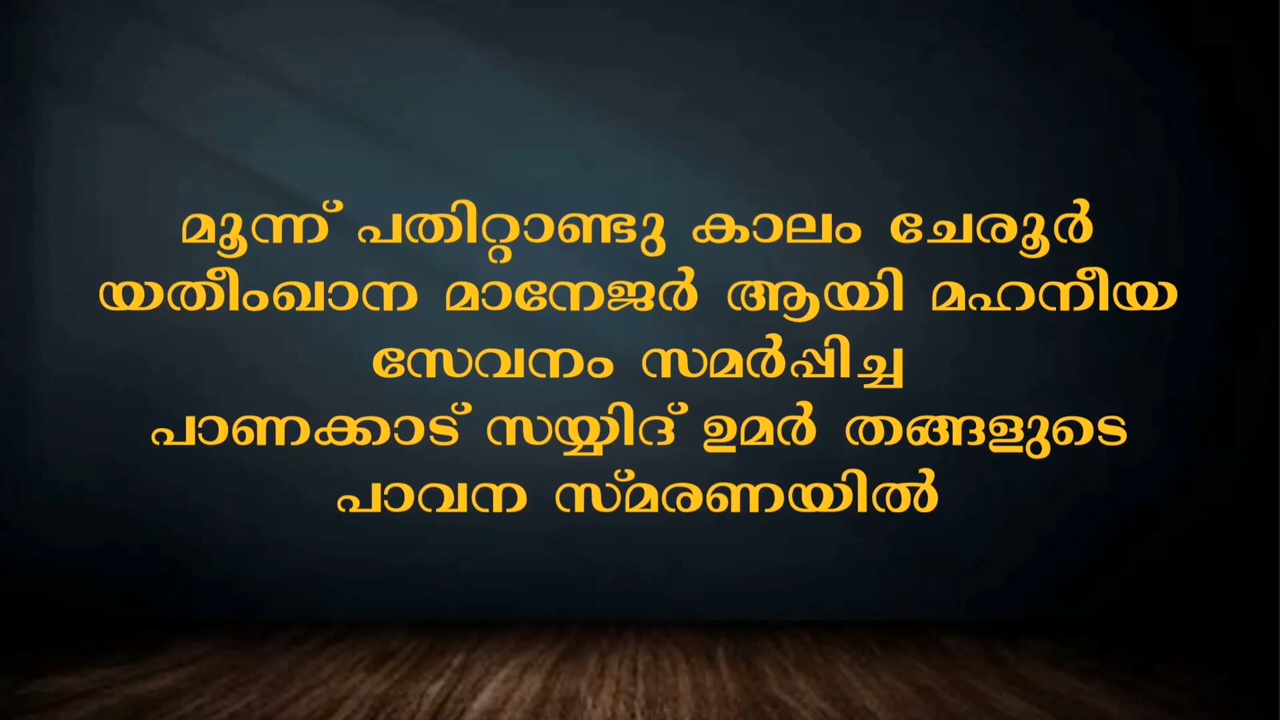 മൂന്ന് പതിറ്റാണ്ടു കാലം ചേരൂർ
യതീംഖാന മാനേജർ ആയി മഹനീയ
സേവനം സമർപ്പിച്ച
പാണക്കാട് സയ്യിദ് ഉമർ തങ്ങളുടെ
പാവന സ്മരണയിൽ